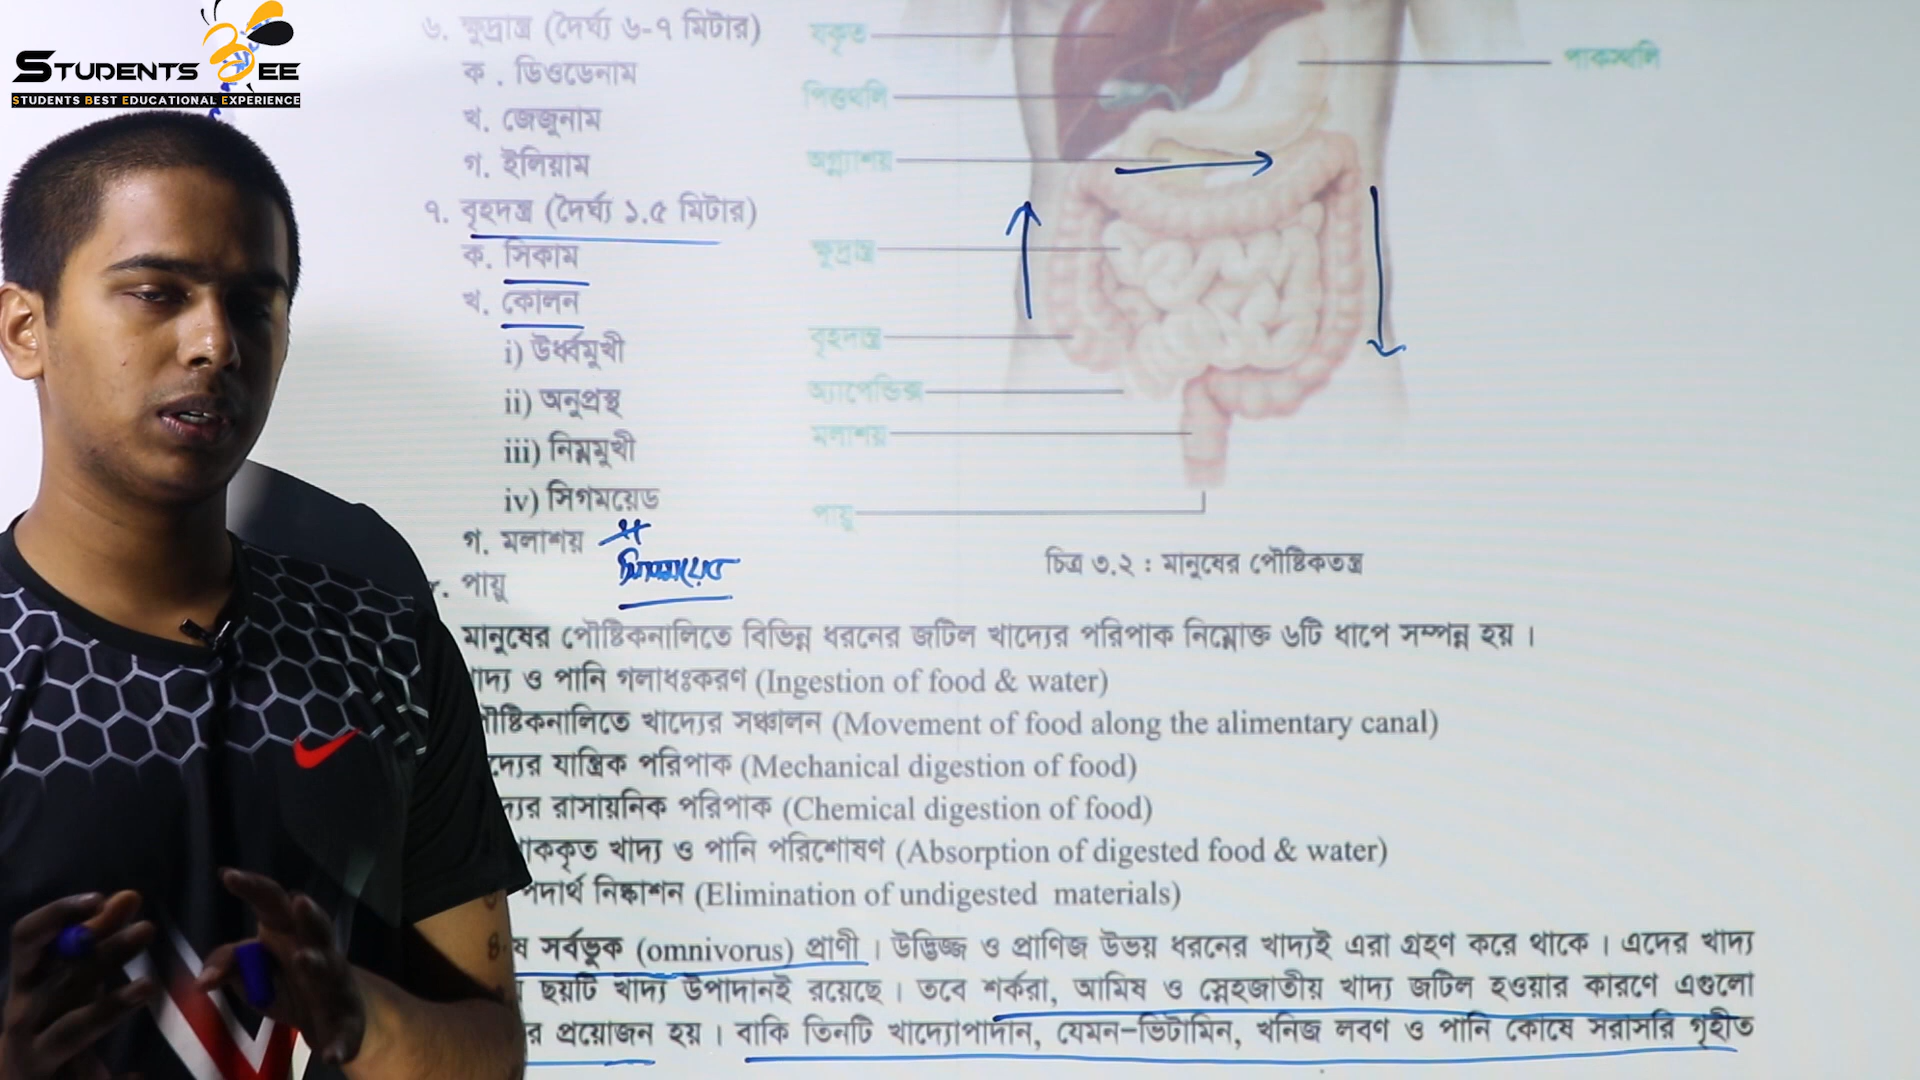 STUDENTS BEE
STUDENTS BEST EDUCATIONAL EXPERIENCE
৬. ক্ষুদ্রান্ত্র (দৈর্ঘ্য ৬-৭ মিটার)
ক . ডিওডেনাম
খ. জেজুনাম
গ. ইলিয়াম
৭. বৃহদন্ত্র (দৈর্ঘ্য ১.৫ মিটার)
ক. সিকাম
খ. কোলন
i) উর্ধ্বমুখী
ii) অনুপ্রস্থ
iii) নিম্নমুখী
iv) সিগময়েড
গ. মলাশয়
পায়ু
যকৃত
পিত্তথলি
অগ্ন্যাশয়
ক্ষুদ্রান্ত্র
বৃহদন্ত্র
অ্যাপেন্ডিক্স
মলাশয়
পায়ু
পাকস্থলি
চিত্র ৩.২ : মানুষের পৌষ্টিকতন্ত্র
মানুষের পৌষ্টিকনালিতে বিভিন্ন ধরনের জটিল খাদ্যের পরিপাক নিম্নোক্ত ৬টি ধাপে সম্পন্ন হয়।
ও পানি গলাধঃকরণ (Ingestion of food & water)
খাদ্যের সঞ্চালন (Movement of food along the alimentary canal)
যান্ত্রিক পরিপাক (Mechanical digestion of food)
রাসায়নিক পরিপাক (Chemical digestion of food)
খাদ্য ও পানি পরিশোষণ (Absorption of digested food & water)
পদার্থ নিষ্কাশন (Elimination of undigested materials)
সর্বভুক (omnivorus) প্রাণী। উদ্ভিজ্জ ও প্রাণিজ উভয় ধরনের খাদ্যই এরা গ্রহণ করে থাকে। এদের খাদ্য
ছয়টি খাদ্য উপাদানই রয়েছে। তবে শর্করা, আমিষ ও স্নেহজাতীয় খাদ্য জটিল হওয়ার কারণে এগুলো
প্রয়োজন হয়। বাকি তিনটি খাদ্যোপাদান, যেমন-ভিটামিন, খনিজ লবণ ও পানি কোষে সরাসরি গৃহীত